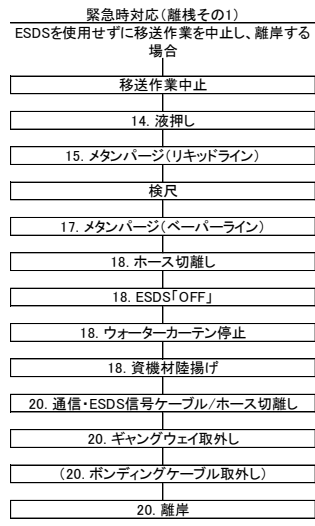 緊急時対応（離桟その1）
ESDSを使用せずに移送作業を中止し、離岸する
場合
移送作業中止
14. 液押し
15. メタンパージ（リキッドライン）
検尺
17. メタンパージ（ベーパーライン）
18. ホース切離し
18. ESDS「OFF」
18. ウォーターカーテン停止
18. 資機材陸揚げ
20. 通信・ESDS信号ケーブル/ホース切離し
20. ギャングウェイ取外し
（20. ボンディングケーブル取外し）
20. 離岸